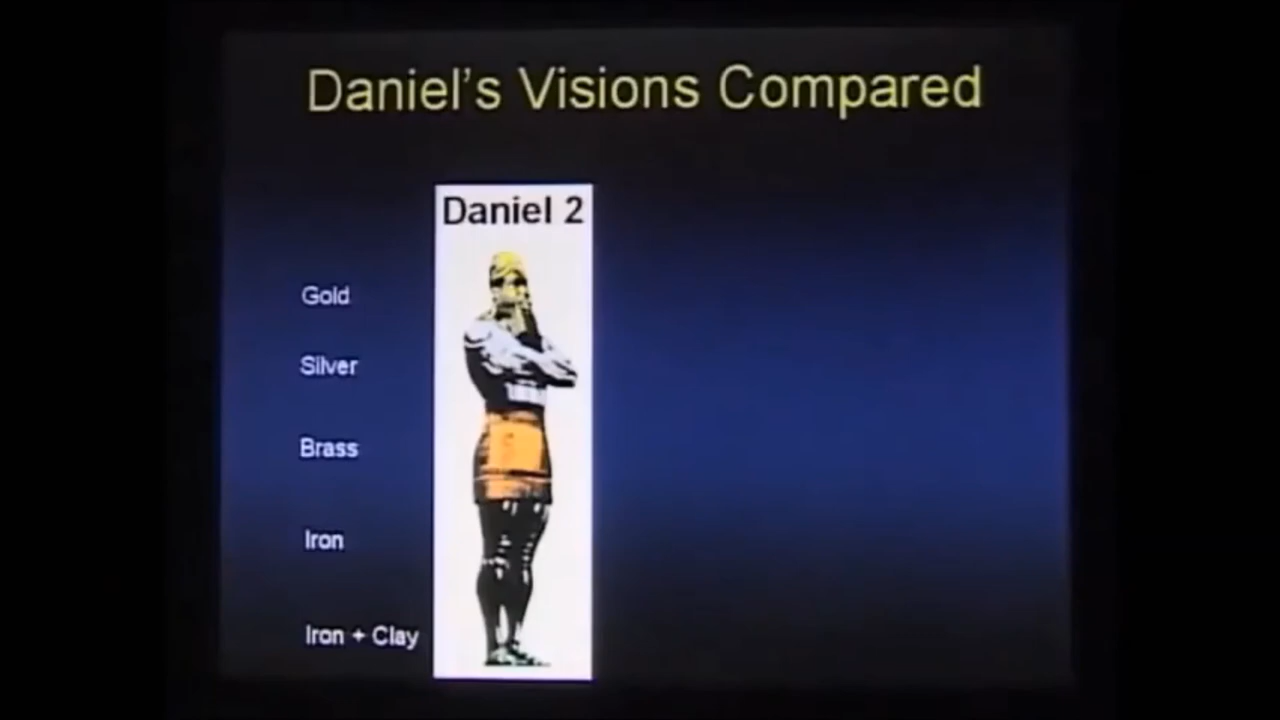 Daniel's Visions Compared
Daniel 2
Gold
Silver
Brass
Iron
Iron + Clay